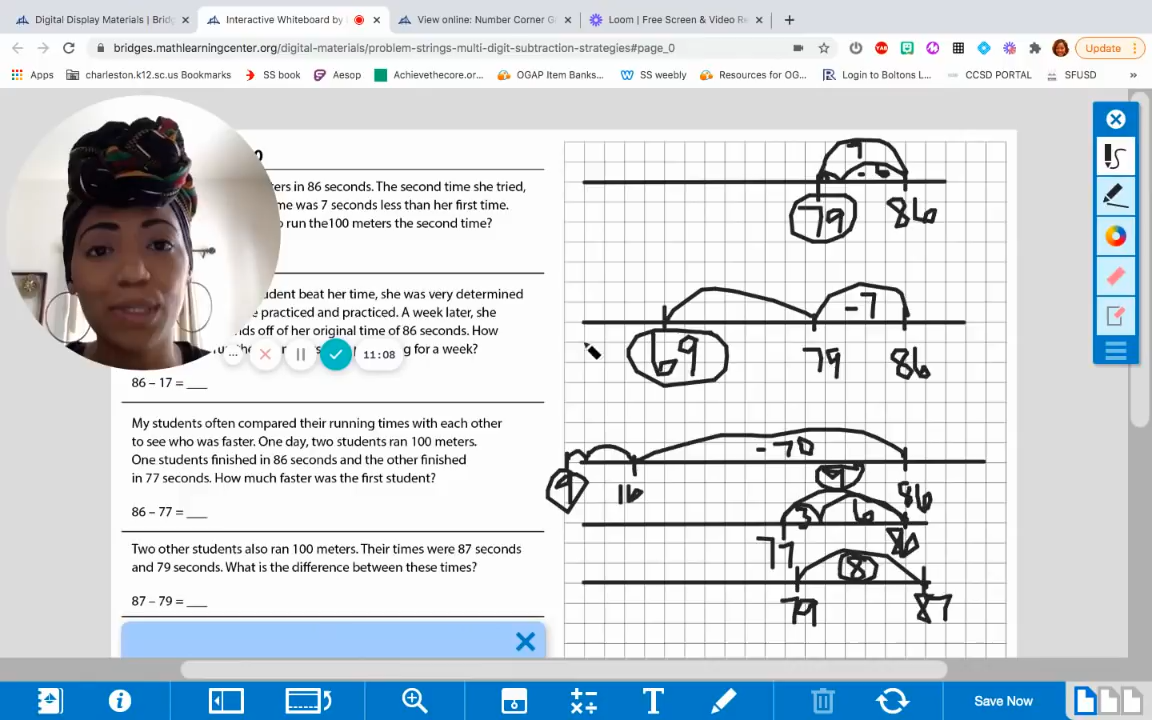 Digital Display Materials | Brid
Interactive Whiteboard by
View online: Number Corner G
Loom | Free Screen & Video Re
bridges.mathlearningcenter.org/digital-materials/problem-strings-multi-digit-subtraction-strategies#page_0
Update
Apps
charleston.k12.sc.us Bookmarks
SS book
Aesop
Achievethecore.org...
OGAP Item Banks...
SS weekly
Resources for OG...
Login to Boltons L...
CCSD PORTAL
SFUSD
»
ers in 86 seconds. The second time she tried,
me was 7 seconds less than her first time.
o run the100 meters the second time?
udent beat her time, she was very determined
e practiced and practiced. A week later, she
nds off of her original time of 86 seconds. How
ng for a week?
11:08
86 – 17 = ___
My students often compared their running times with each other
to see who was faster. One day, two students ran 100 meters.
One students finished in 86 seconds and the other finished
in 77 seconds. How much faster was the first student?
86 – 77 = ___
Two other students also ran 100 meters. Their times were 87 seconds
and 79 seconds. What is the difference between these times?
87 – 79 = ___
7
- 6
79 86
-7
69 79 86
-70
9 16 86
9
3 6
77 86
8
79 87
Save Now